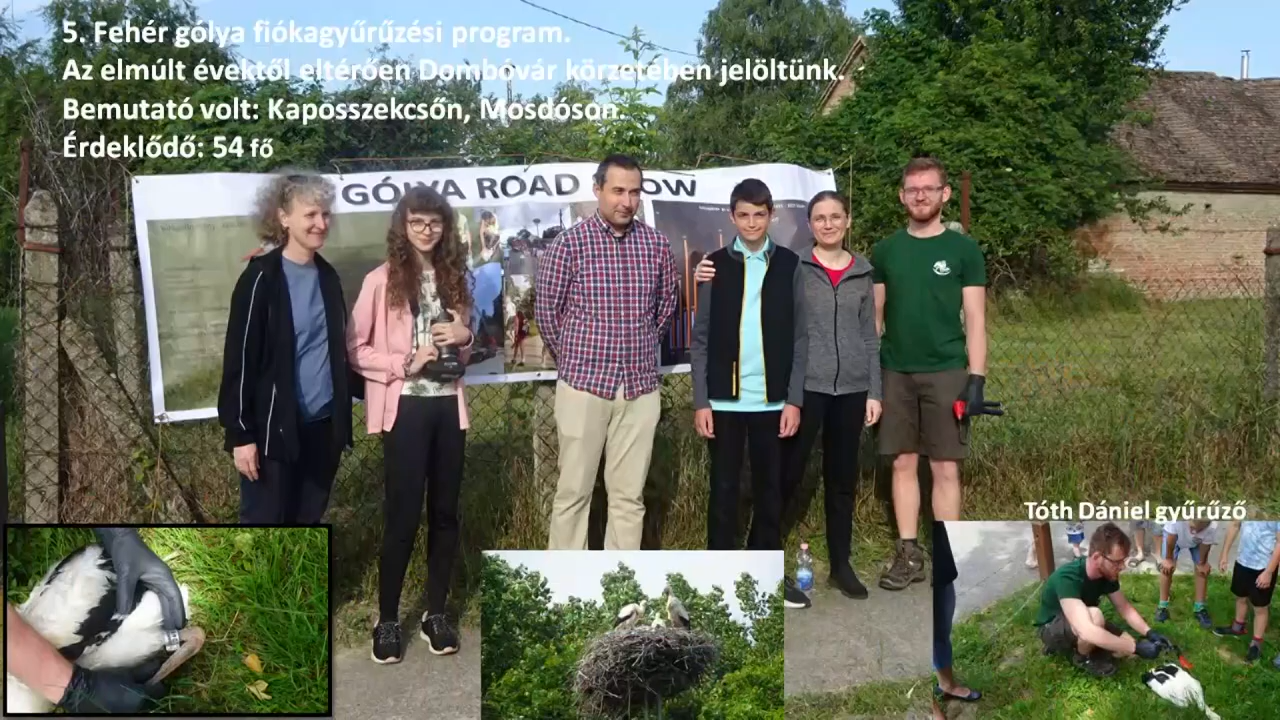 5. Fehér gólya fiókagyűrűzési program.
Az elmúlt évektől eltérően Dombóvár körzetében jelöltünk.
Bemutató volt: Kaposszekcsőn, Mosdóson.
Érdeklődő: 54 fő
GÓLYA ROAD OW
Tóth Dániel gyűrűző